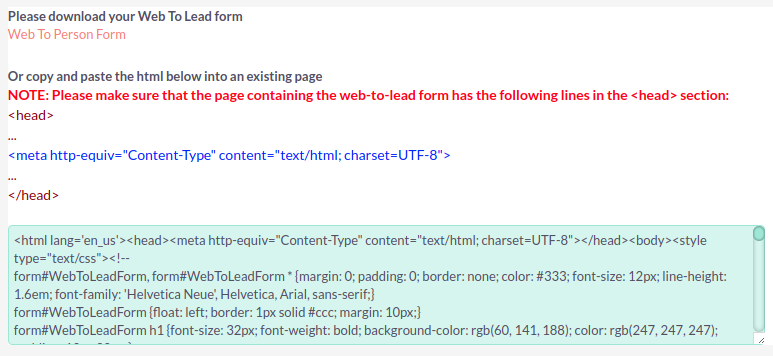 Please download your Web To Lead form
Web To Person Form
Or copy and paste the html below into an existing page
NOTE: Please make sure that the page containing the web-to-lead form has the following lines in the <head> section:
<head>
...
<meta http-equiv="Content-Type" content="text/html; charset=UTF-8">
...
</head>
<html lang='en_us'><head><meta http-equiv="Content-Type" content="text/html; charset=UTF-8"></head><body><style
type="text/css"><!--
form#WebToLeadForm, form#WebToLeadForm * {margin: 0; padding: 0; border: none; color: #333; font-size: 12px; line-height:
1.6em; font-family: 'Helvetica Neue', Helvetica, Arial, sans-serif;}
form#WebToLeadForm {float: left; border: 1px solid #ccc; margin: 10px;}
form#WebToLeadForm h1 {font-size: 32px; font-weight: bold; background-color: rgb(60, 141, 188); color: rgb(247, 247, 247);